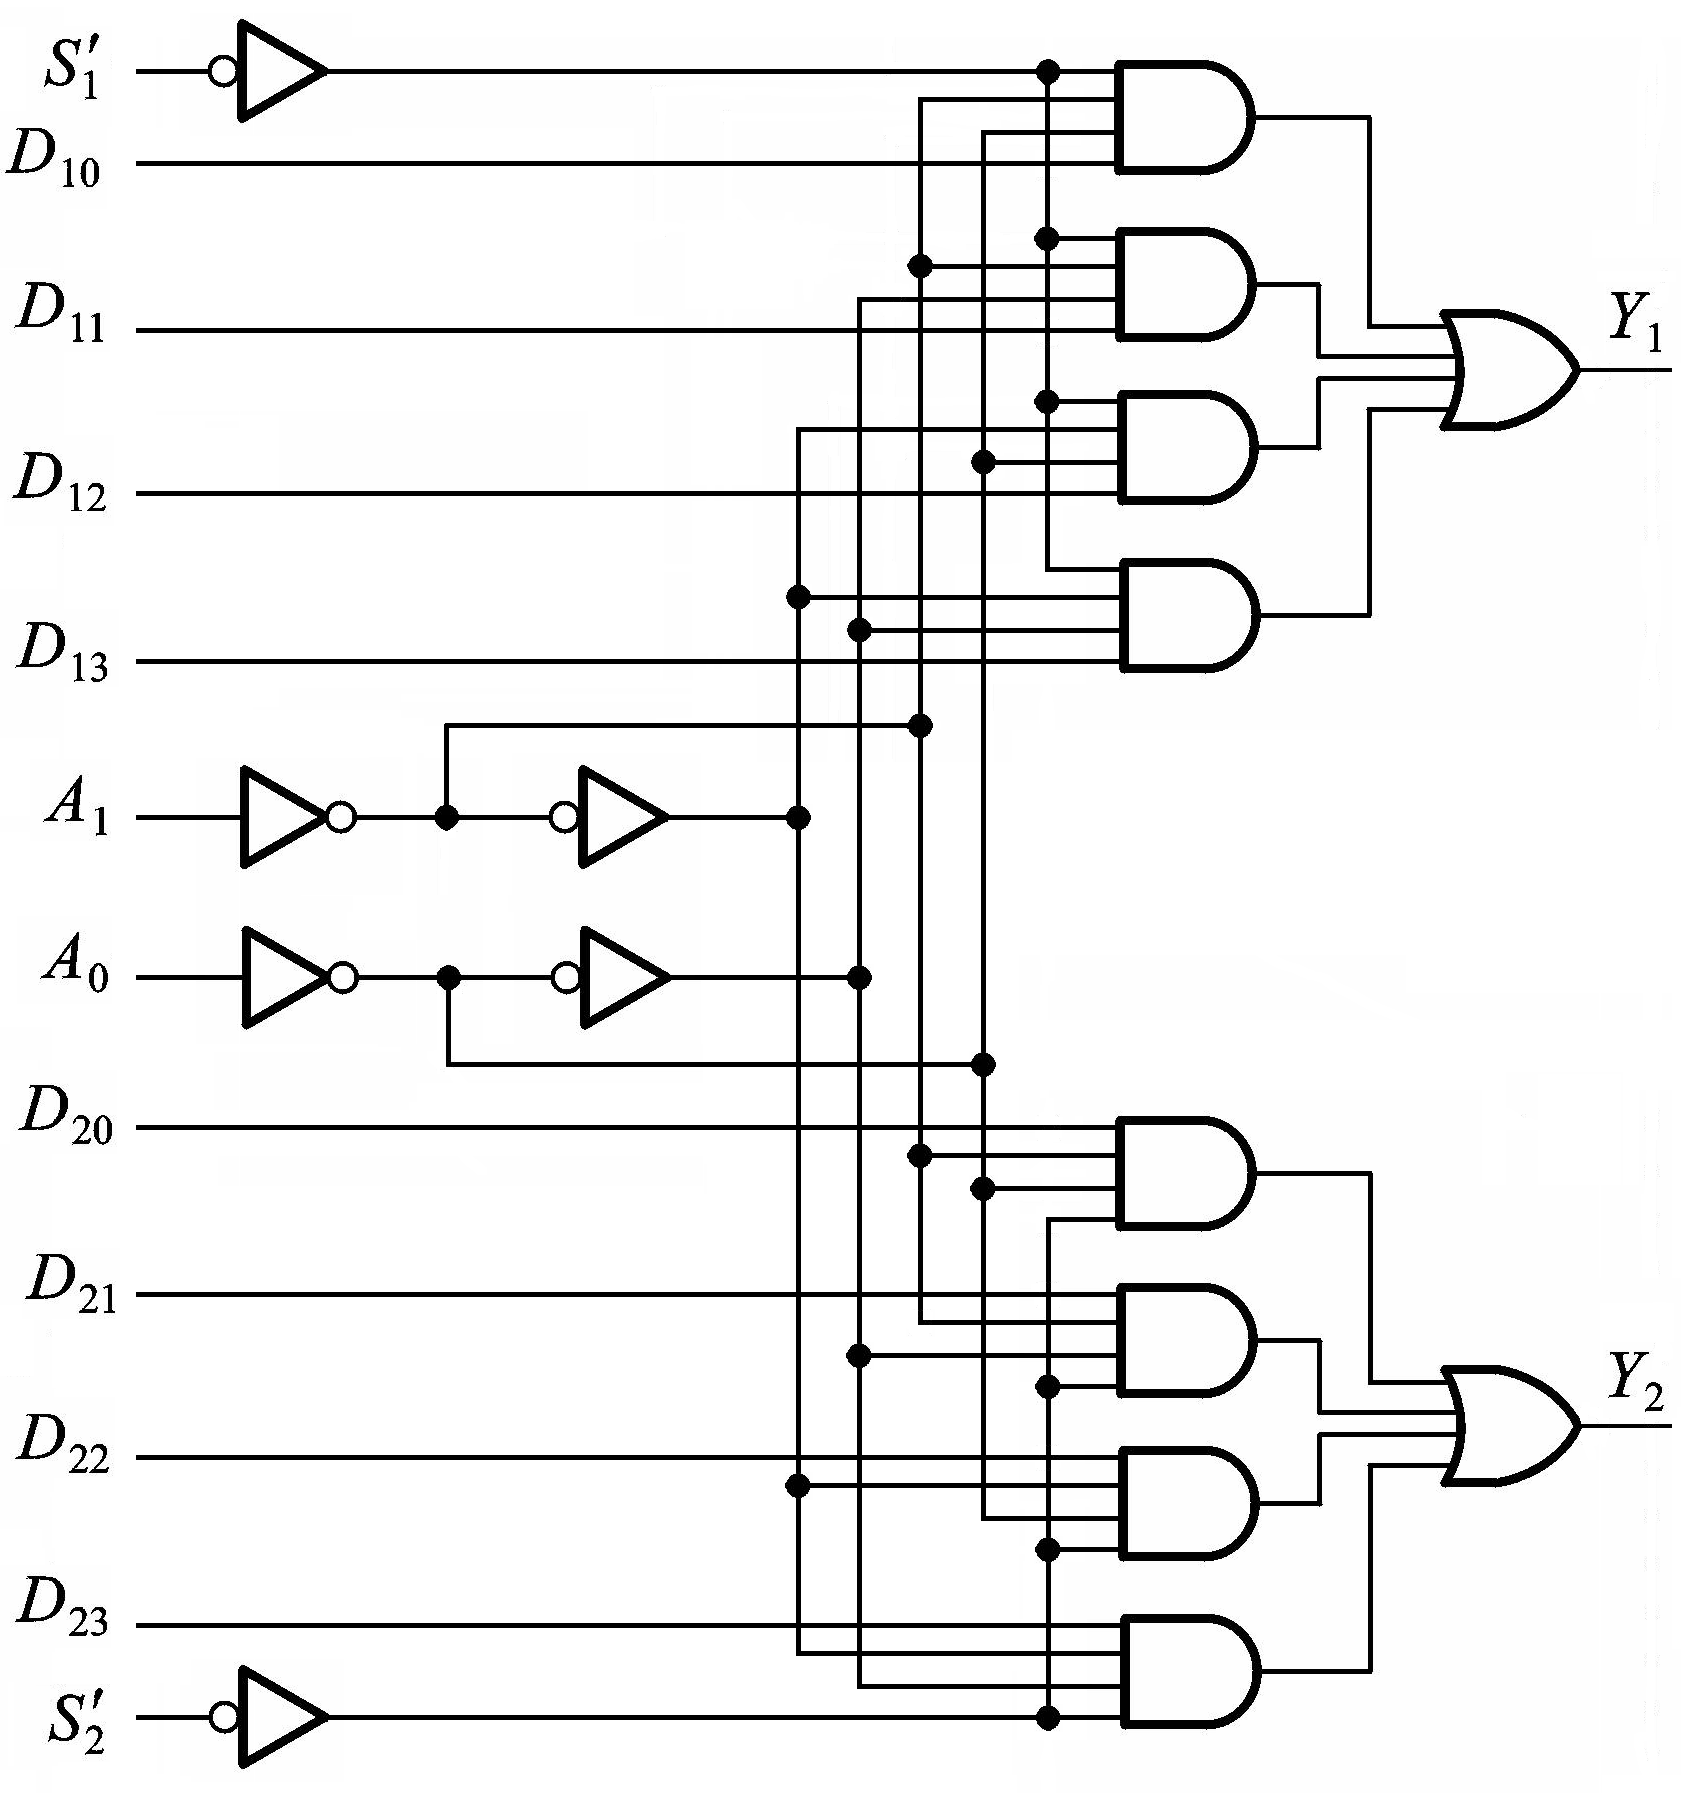 S′₁
D₁₀
D₁₁
Y₁
D₁₂
D₁₃
A₁
A₀
D₂₀
D₂₁
Y₂
D₂₂
D₂₃
S′₂